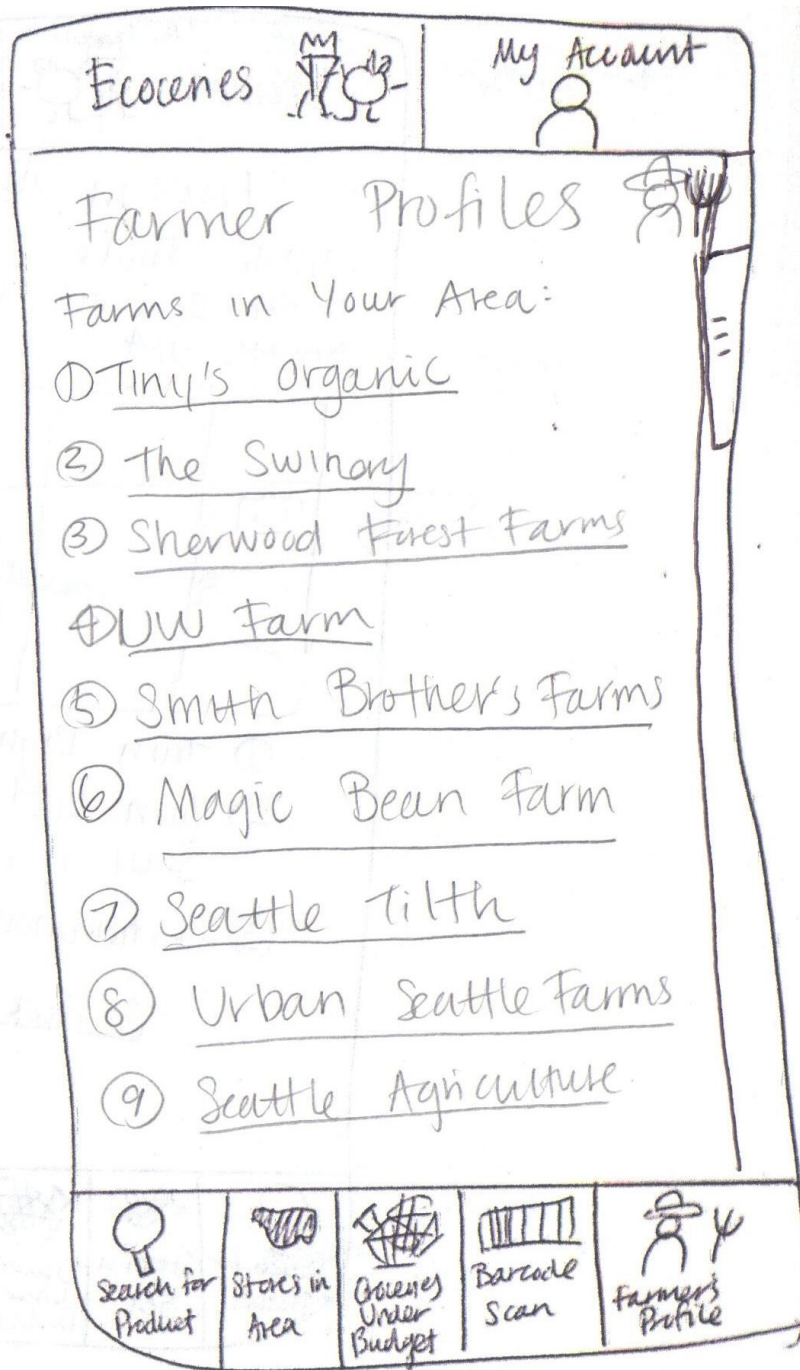 Ecoceries
My Account
Farmer Profiles
Farms in Your Area:
① Tiny's Organic
② The Swinery
③ Sherwood Forest Farms
④ UW Farm
⑤ Smith Brother's Farms
⑥ Magic Bean Farm
⑦ Seattle Tilth
⑧ Urban Seattle Farms
⑨ Seattle Agriculture
Search for
Product
Stores in
Area
Groceries
Under
Budget
Barcode
Scan
Farmer's
Profile